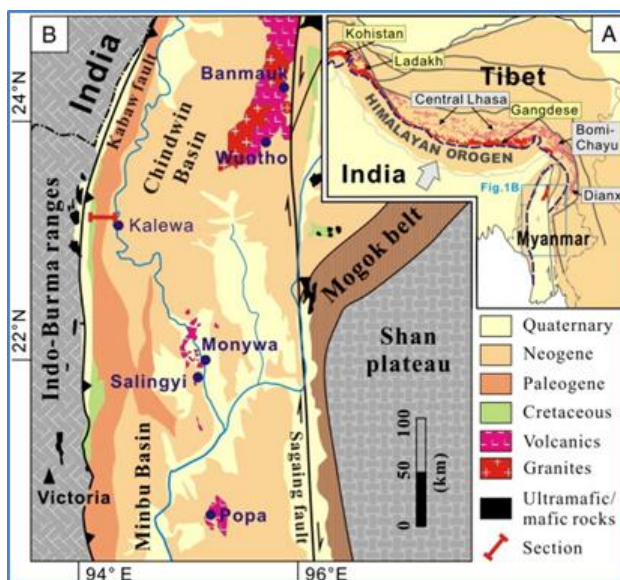 B
India
Kabaw fault
Chindwin
Basin
Banmauk
Wuntho
Kalewa
Indo-Burma ranges
Monywa
Salingyi
Victoria
Minbu Basin
Popa
Sagaing fault
Mogok belt
Shan
plateau
100
50
0
(km)
24°N
22°N
94° E
96°E
A
Kohistan
Ladakh
Tibet
Central Lhasa
Gangdese
HIMALAYAN OROGEN
Bomi-
Chayu
India
Fig.1B
Dianx
Myanmar
Quaternary
Neogene
Paleogene
Cretaceous
Volcanics
Granites
Ultramafic/
mafic rocks
Section